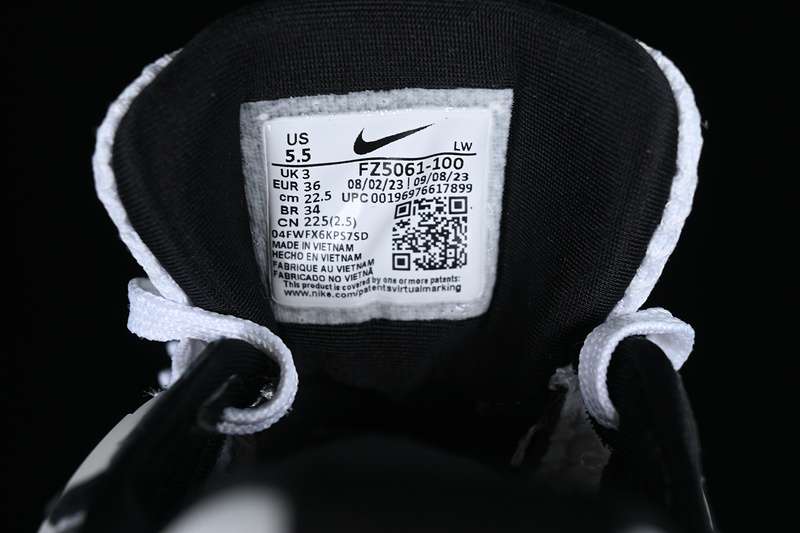 US
5.5
LW
UK 3
FZ5061-100
EUR 36
08/02/23 | 09/08/23
cm 22.5
UPC 00196976617899
BR 34
CN 225(2.5)
04FWFX6KPS7SD
MADE IN VIETNAM
HECHO EN VIETNAM
FABRIQUE AU VIETNAM
FABRICADO NO VIETNÃ
This product is covered by one or more patents:
www.nike.com/patentsvirtualmarking